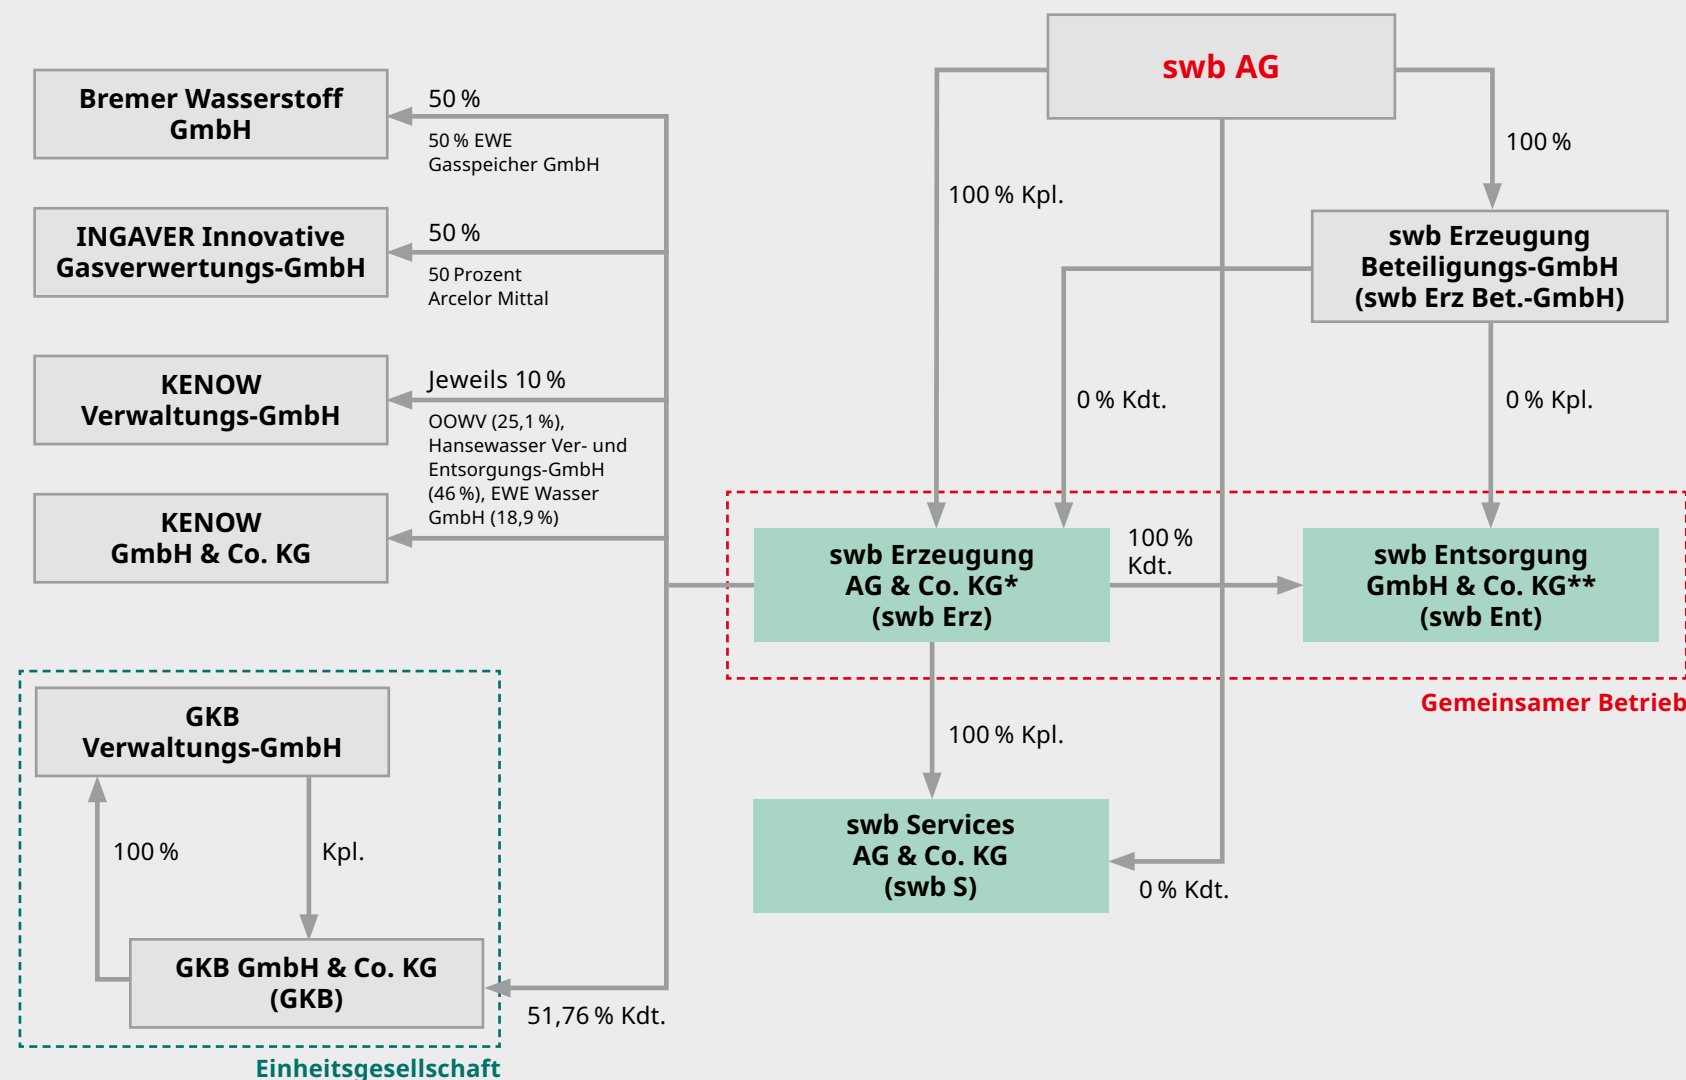 swb AG
Bremer Wasserstoff
GmbH
50 %
50 % EWE
Gasspeicher GmbH
100 %
100 % Kpl.
INGAVER Innovative
Gasverwertungs-GmbH
50 %
50 Prozent
Arcelor Mittal
swb Erzeugung
Beteiligungs-GmbH
(swb Erz Bet.-GmbH)
KENOW
Verwaltungs-GmbH
Jeweils 10 %
OOWV (25,1 %),
Hansewasser Ver- und
Entsorgungs-GmbH
(46 %), EWE Wasser
GmbH (18,9 %)
0 % Kdt.
0 % Kpl.
KENOW
GmbH & Co. KG
swb Erzeugung
AG & Co. KG*
(swb Erz)
100 %
Kdt.
swb Entsorgung
GmbH & Co. KG**
(swb Ent)
Gemeinsamer Betrieb
GKB
Verwaltungs-GmbH
100 % Kpl.
100 %
Kpl.
swb Services
AG & Co. KG
(swb S)
0 % Kdt.
GKB GmbH & Co. KG
(GKB)
51,76 % Kdt.
Einheitsgesellschaft